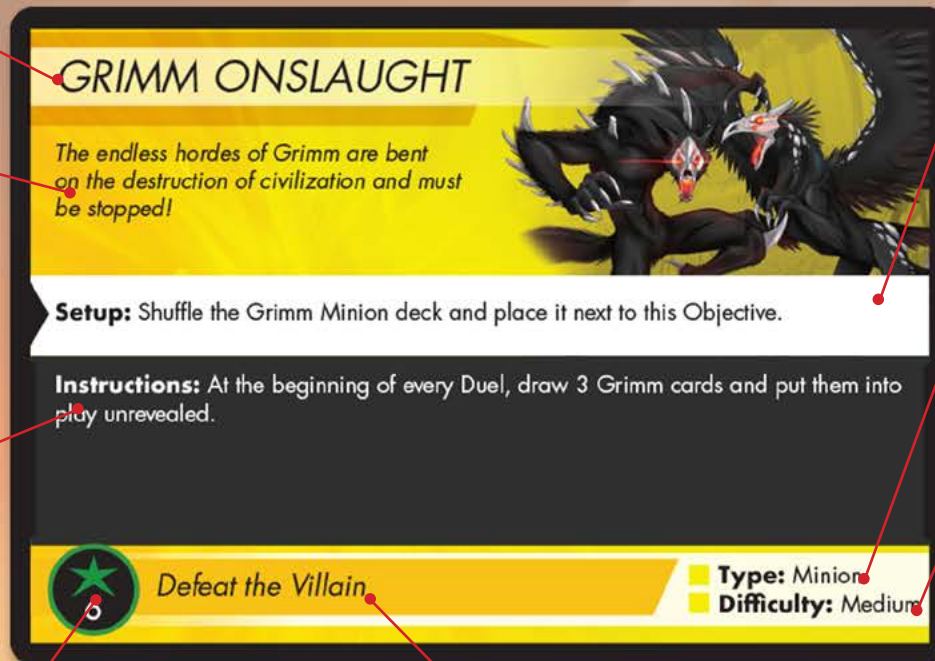 GRIMM ONSLAUGHT
The endless hordes of Grimm are bent
on the destruction of civilization and must
be stopped!
Setup: Shuffle the Grimm Minion deck and place it next to this Objective.
Instructions: At the beginning of every Duel, draw 3 Grimm cards and put them into
play unrevealed.
Defeat the Villain
Type: Minion
Difficulty: Medium